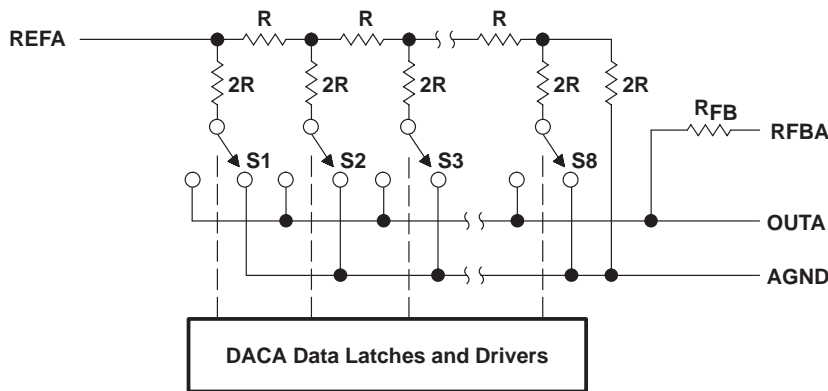 R R R
REFA
2R 2R 2R 2R 2R
RFB
RFBA
S1 S2 S3 S8
OUTA
AGND
DACA Data Latches and Drivers